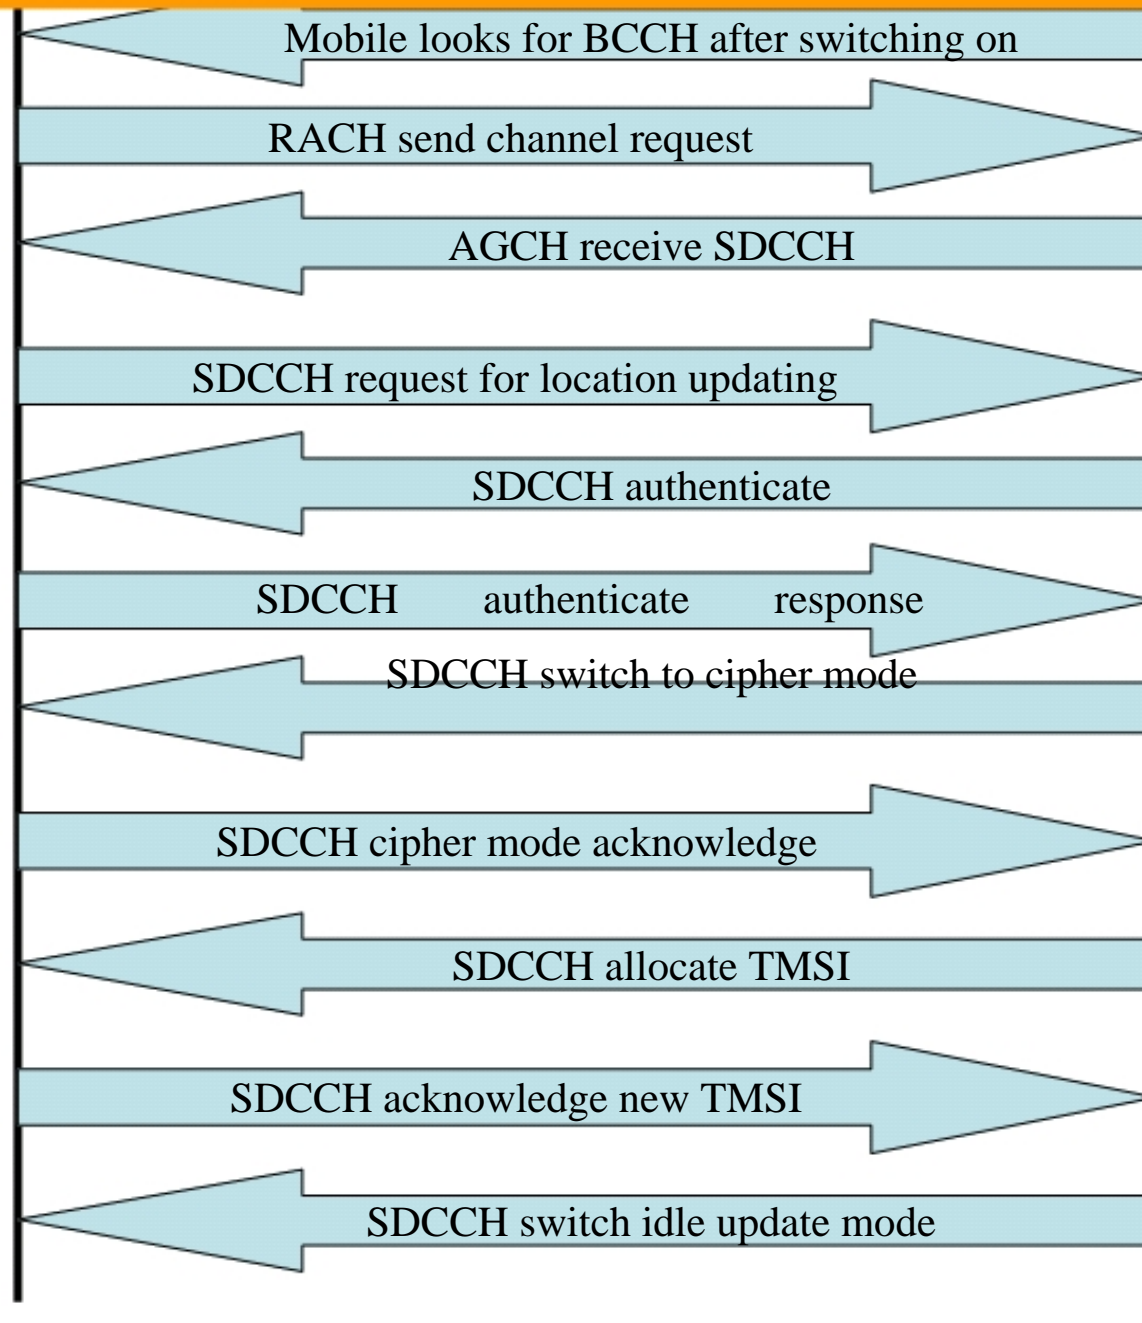 Mobile looks for BCCH after switching on
RACH send channel request
AGCH receive SDCCH
SDCCH request for location updating
SDCCH authenticate
SDCCH authenticate response
SDCCH switch to cipher mode
SDCCH cipher mode acknowledge
SDCCH allocate TMSI
SDCCH acknowledge new TMSI
SDCCH switch idle update mode